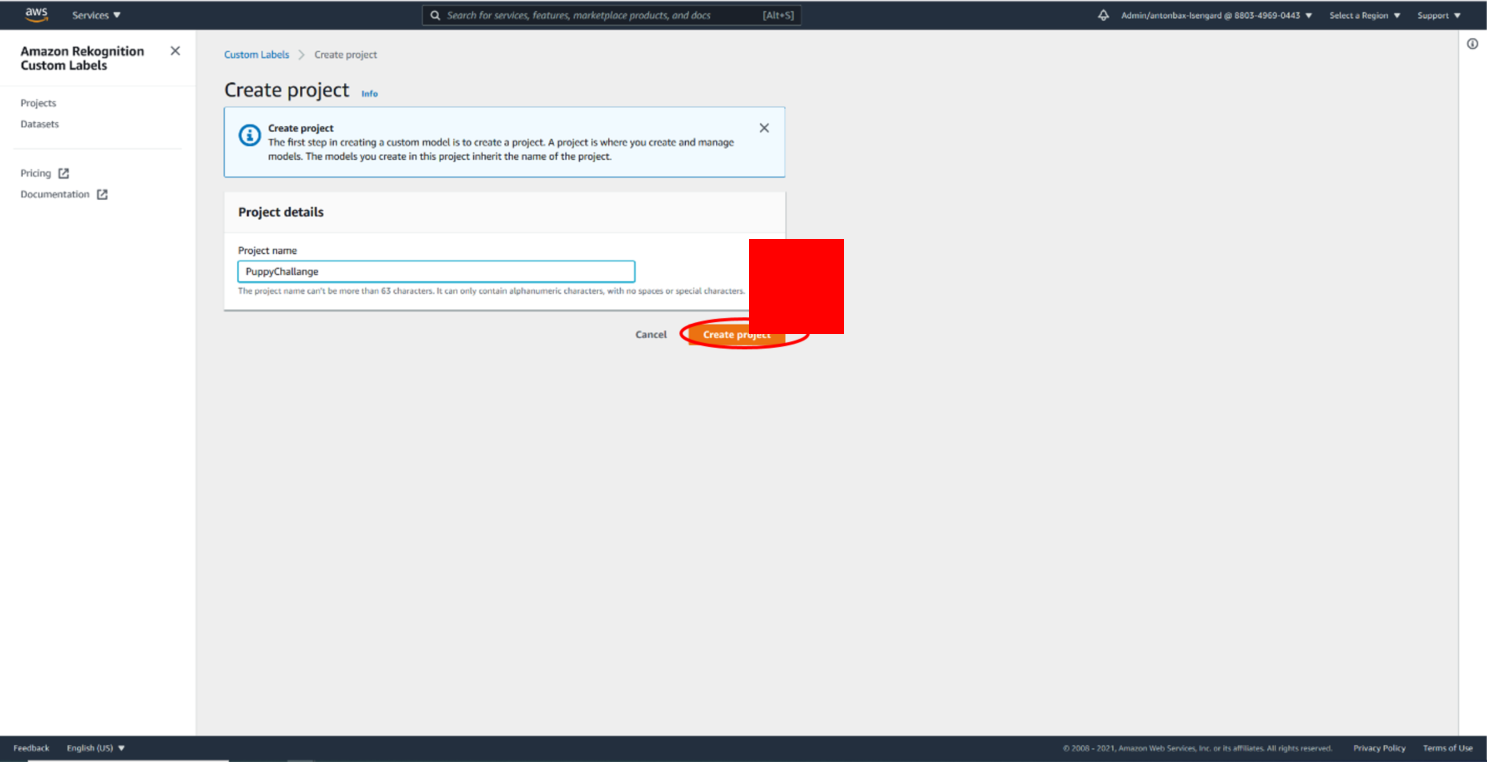 aws Services ▼ Search for services, features, marketplace products, and docs [Alt+S] Admin/antonbax-Isengard @ 8803-4969-0443 ▼ Select a Region ▼ Support ▼
Amazon Rekognition
Custom Labels
Projects
Datasets
Pricing
Documentation
Custom Labels > Create project
Create project Info
Create project
The first step in creating a custom model is to create a project. A project is where you create and manage
models. The models you create in this project inherit the name of the project.
Project details
Project name
PuppyChallange
The project name can't be more than 63 characters. It can only contain alphanumeric characters, with no spaces or special characters.
Cancel Create project
Feedback English (US) ▼ © 2008 - 2021, Amazon Web Services, Inc. or its affiliates. All rights reserved. Privacy Policy Terms of Use